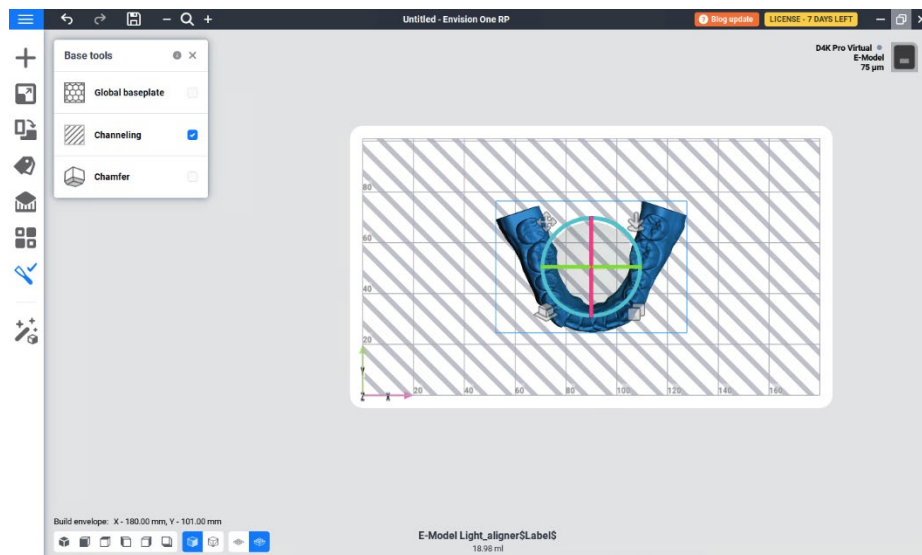 Untitled - Envision One RP
Blog update
LICENSE - 7 DAYS LEFT
Base tools
Global baseplate
Channeling
Chamfer
D4K Pro Virtual
E-Model
75 µm
80
60
40
20
Y
Z X
20 40 60 80 100 120 140 160
Build envelope: X - 180.00 mm, Y - 101.00 mm
E-Model Light_aligner$Label$
18.98 ml